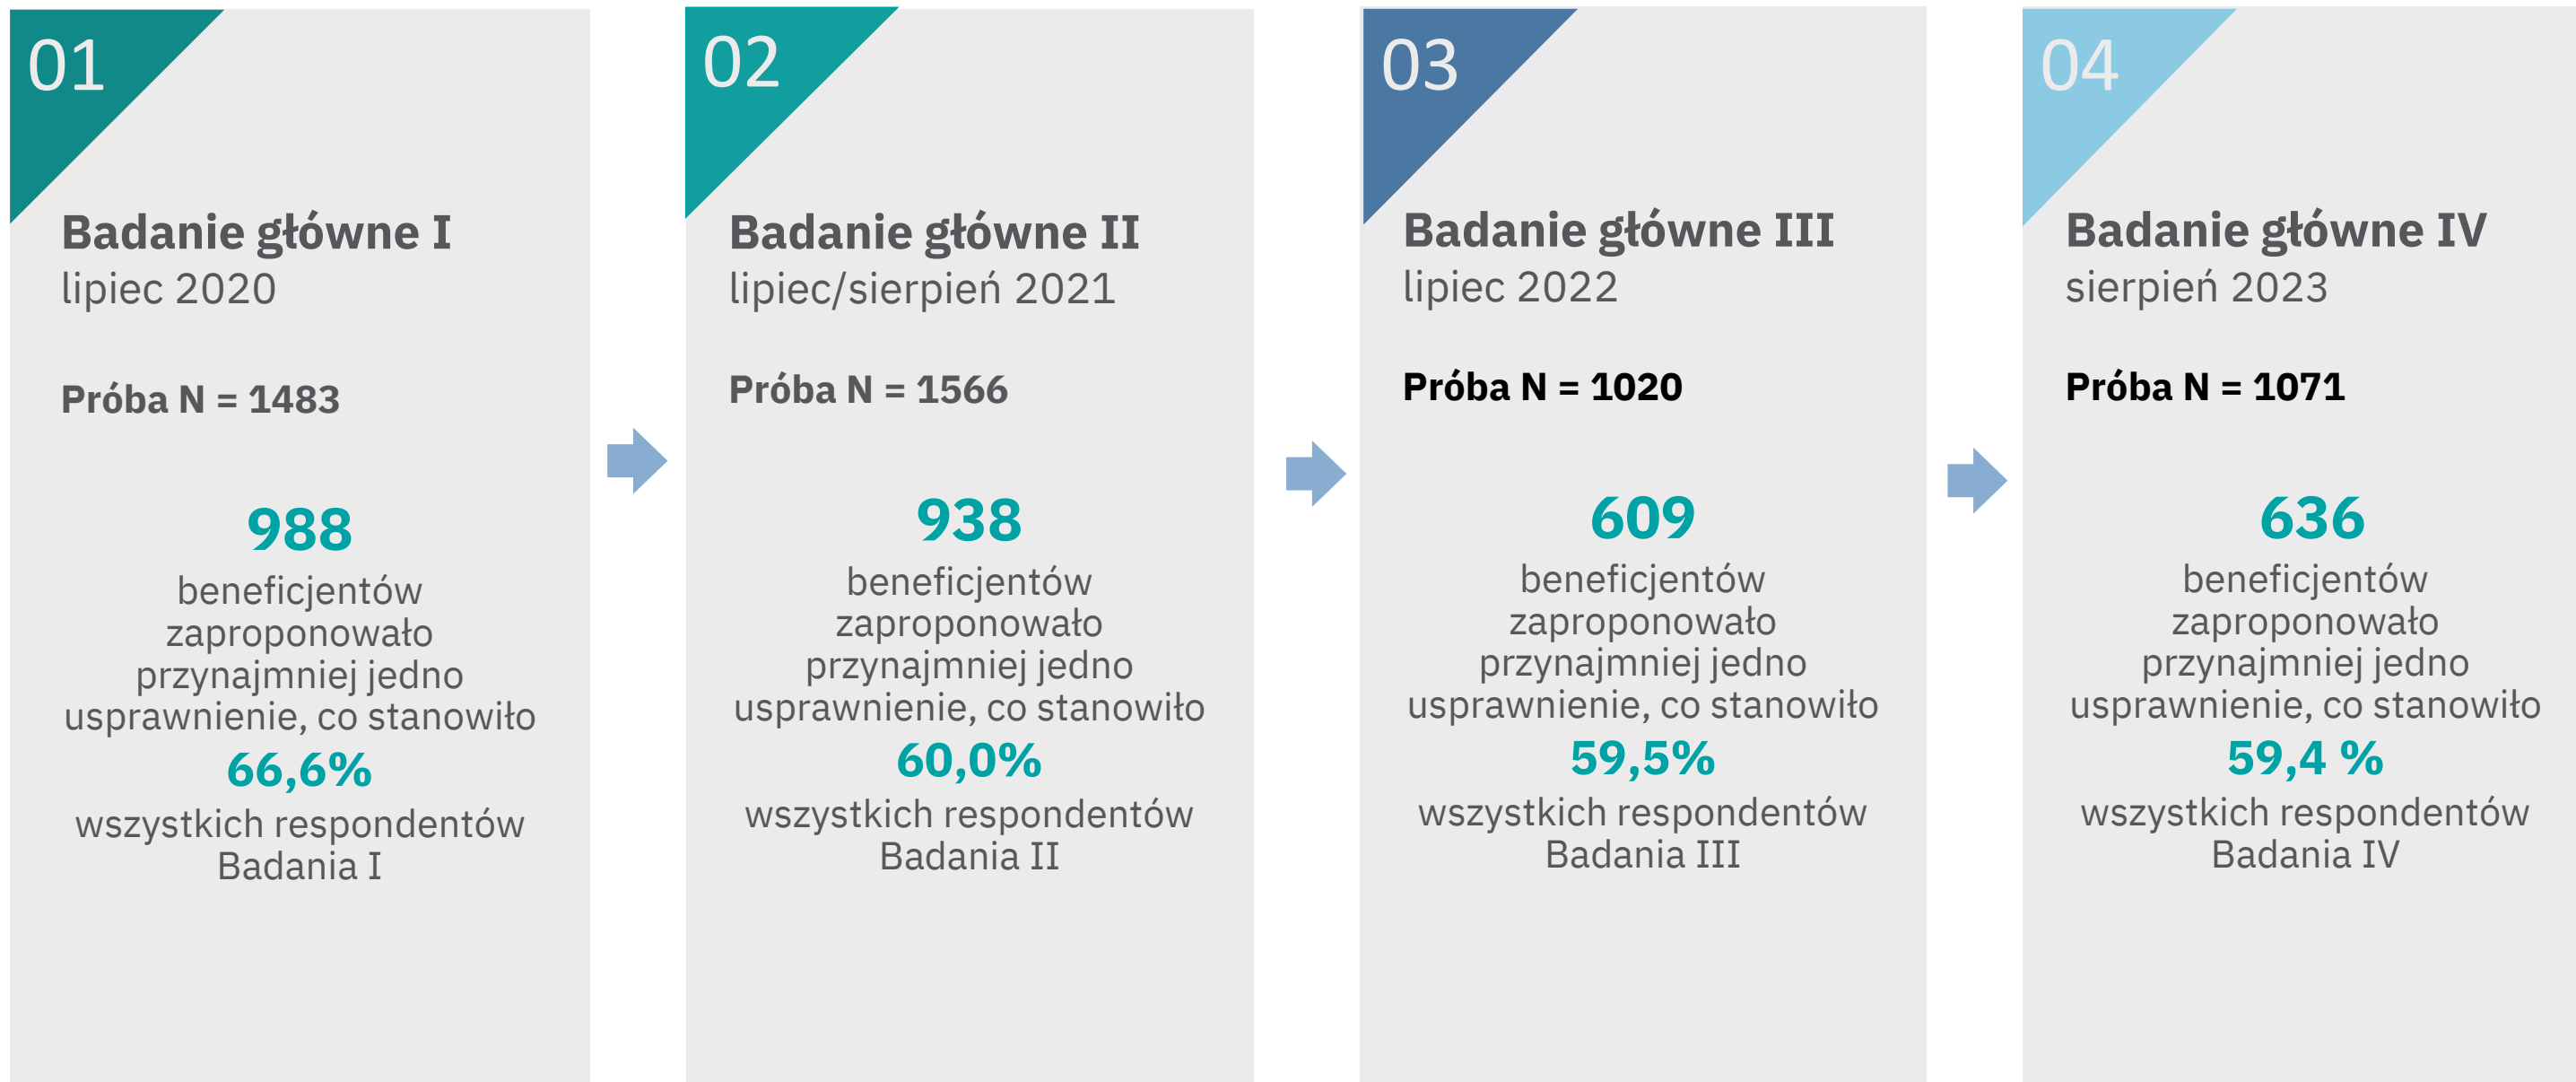 01
Badanie główne I
lipiec 2020
Próba N = 1483
988
beneficjentów
zaproponowało
przynajmniej jedno
usprawnienie, co stanowiło
66,6%
wszystkich respondentów
Badania I
02
Badanie główne II
lipiec/sierpień 2021
Próba N = 1566
938
beneficjentów
zaproponowało
przynajmniej jedno
usprawnienie, co stanowiło
60,0%
wszystkich respondentów
Badania II
03
Badanie główne III
lipiec 2022
Próba N = 1020
609
beneficjentów
zaproponowało
przynajmniej jedno
usprawnienie, co stanowiło
59,5%
wszystkich respondentów
Badania III
04
Badanie główne IV
sierpień 2023
Próba N = 1071
636
beneficjentów
zaproponowało
przynajmniej jedno
usprawnienie, co stanowiło
59,4 %
wszystkich respondentów
Badania IV